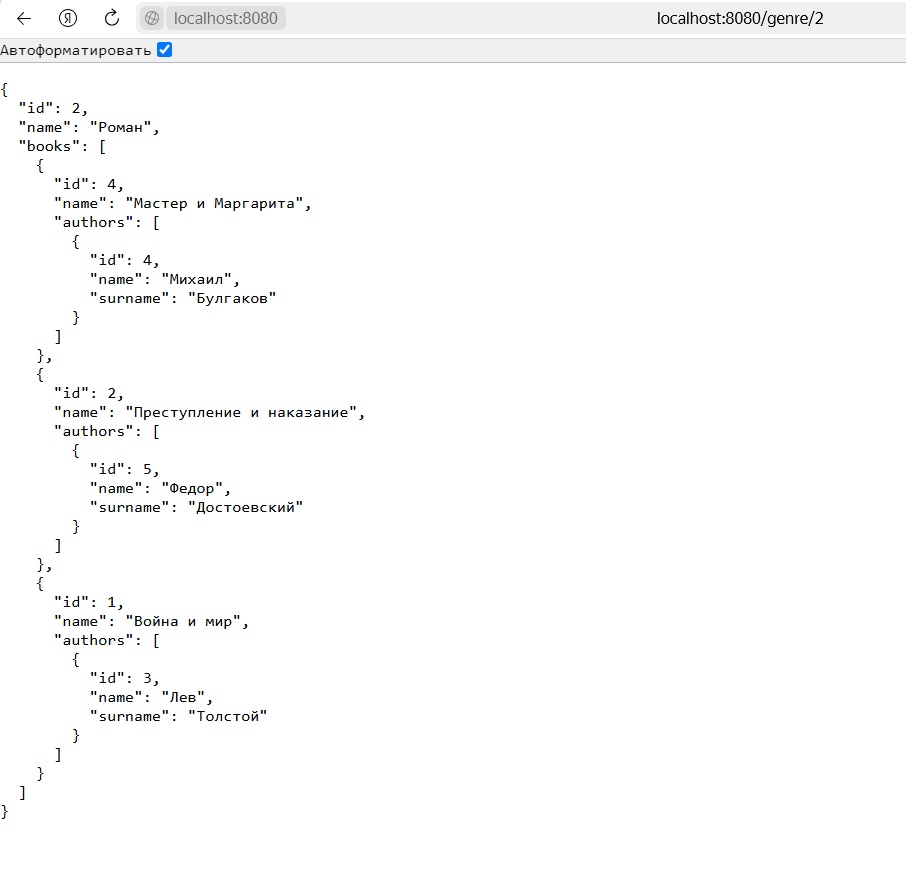 Я localhost:8080 localhost:8080/genre/2
Автоформатировать
{
  "id": 2,
  "name": "Роман",
  "books": [
    {
      "id": 4,
      "name": "Мастер и Маргарита",
      "authors": [
        {
          "id": 4,
          "name": "Михаил",
          "surname": "Булгаков"
        }
      ]
    },
    {
      "id": 2,
      "name": "Преступление и наказание",
      "authors": [
        {
          "id": 5,
          "name": "Федор",
          "surname": "Достоевский"
        }
      ]
    },
    {
      "id": 1,
      "name": "Война и мир",
      "authors": [
        {
          "id": 3,
          "name": "Лев",
          "surname": "Толстой"
        }
      ]
    }
  ]
}